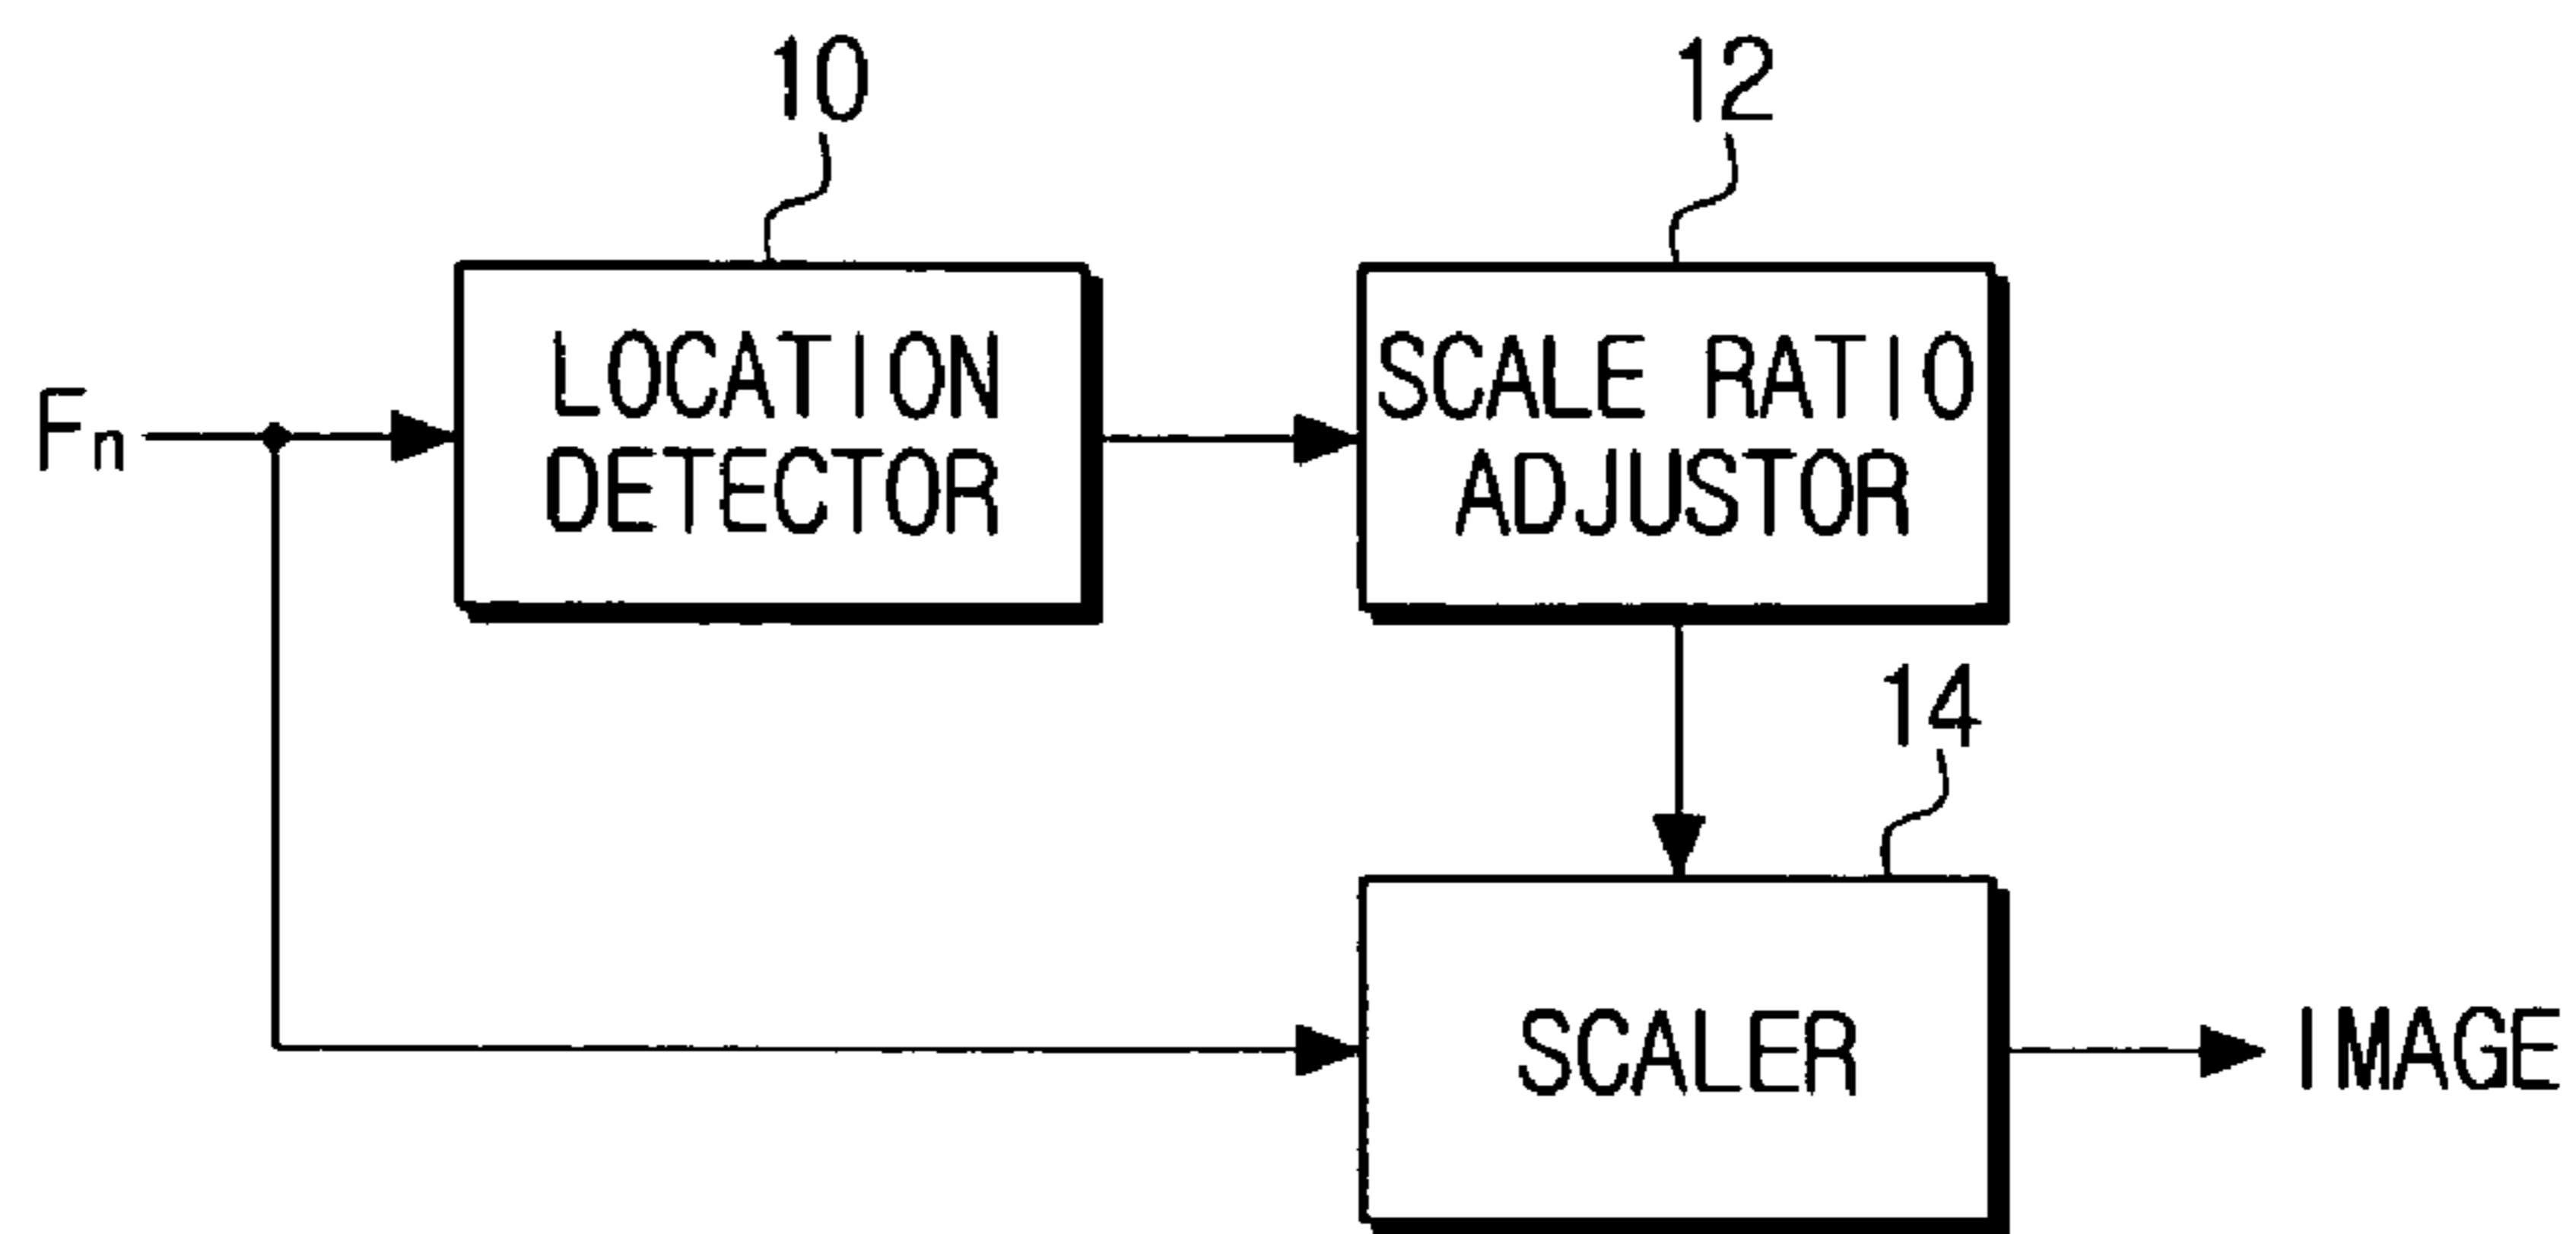 10
12
Fn
LOCATION
DETECTOR
SCALE RATIO
ADJUSTOR
14
SCALER
IMAGE